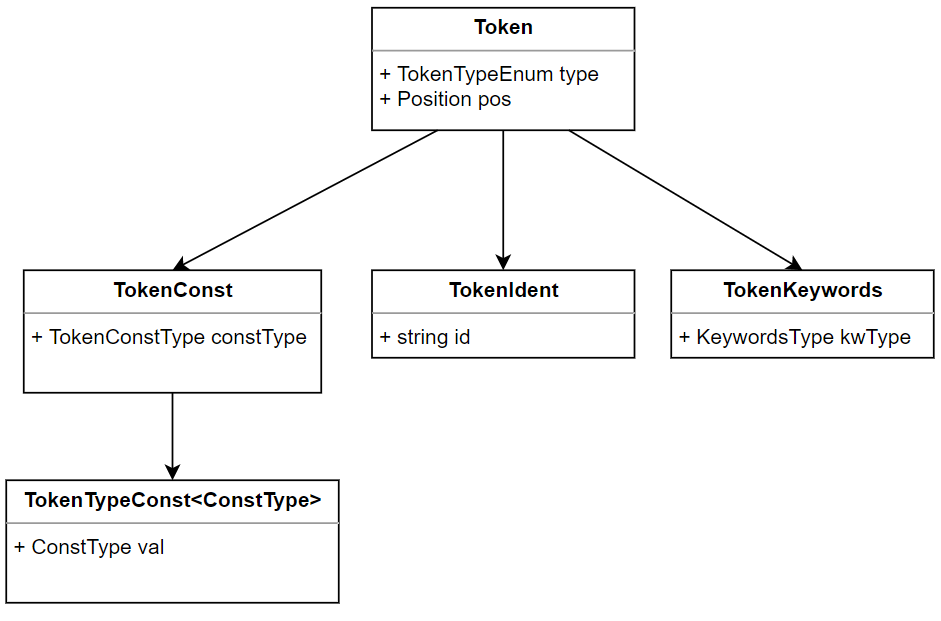 Token
+ TokenTypeEnum type
+ Position pos
TokenConst
+ TokenConstType constType
TokenIdent
+ string id
TokenKeywords
+ KeywordsType kwType
TokenTypeConst<ConstType>
+ ConstType val